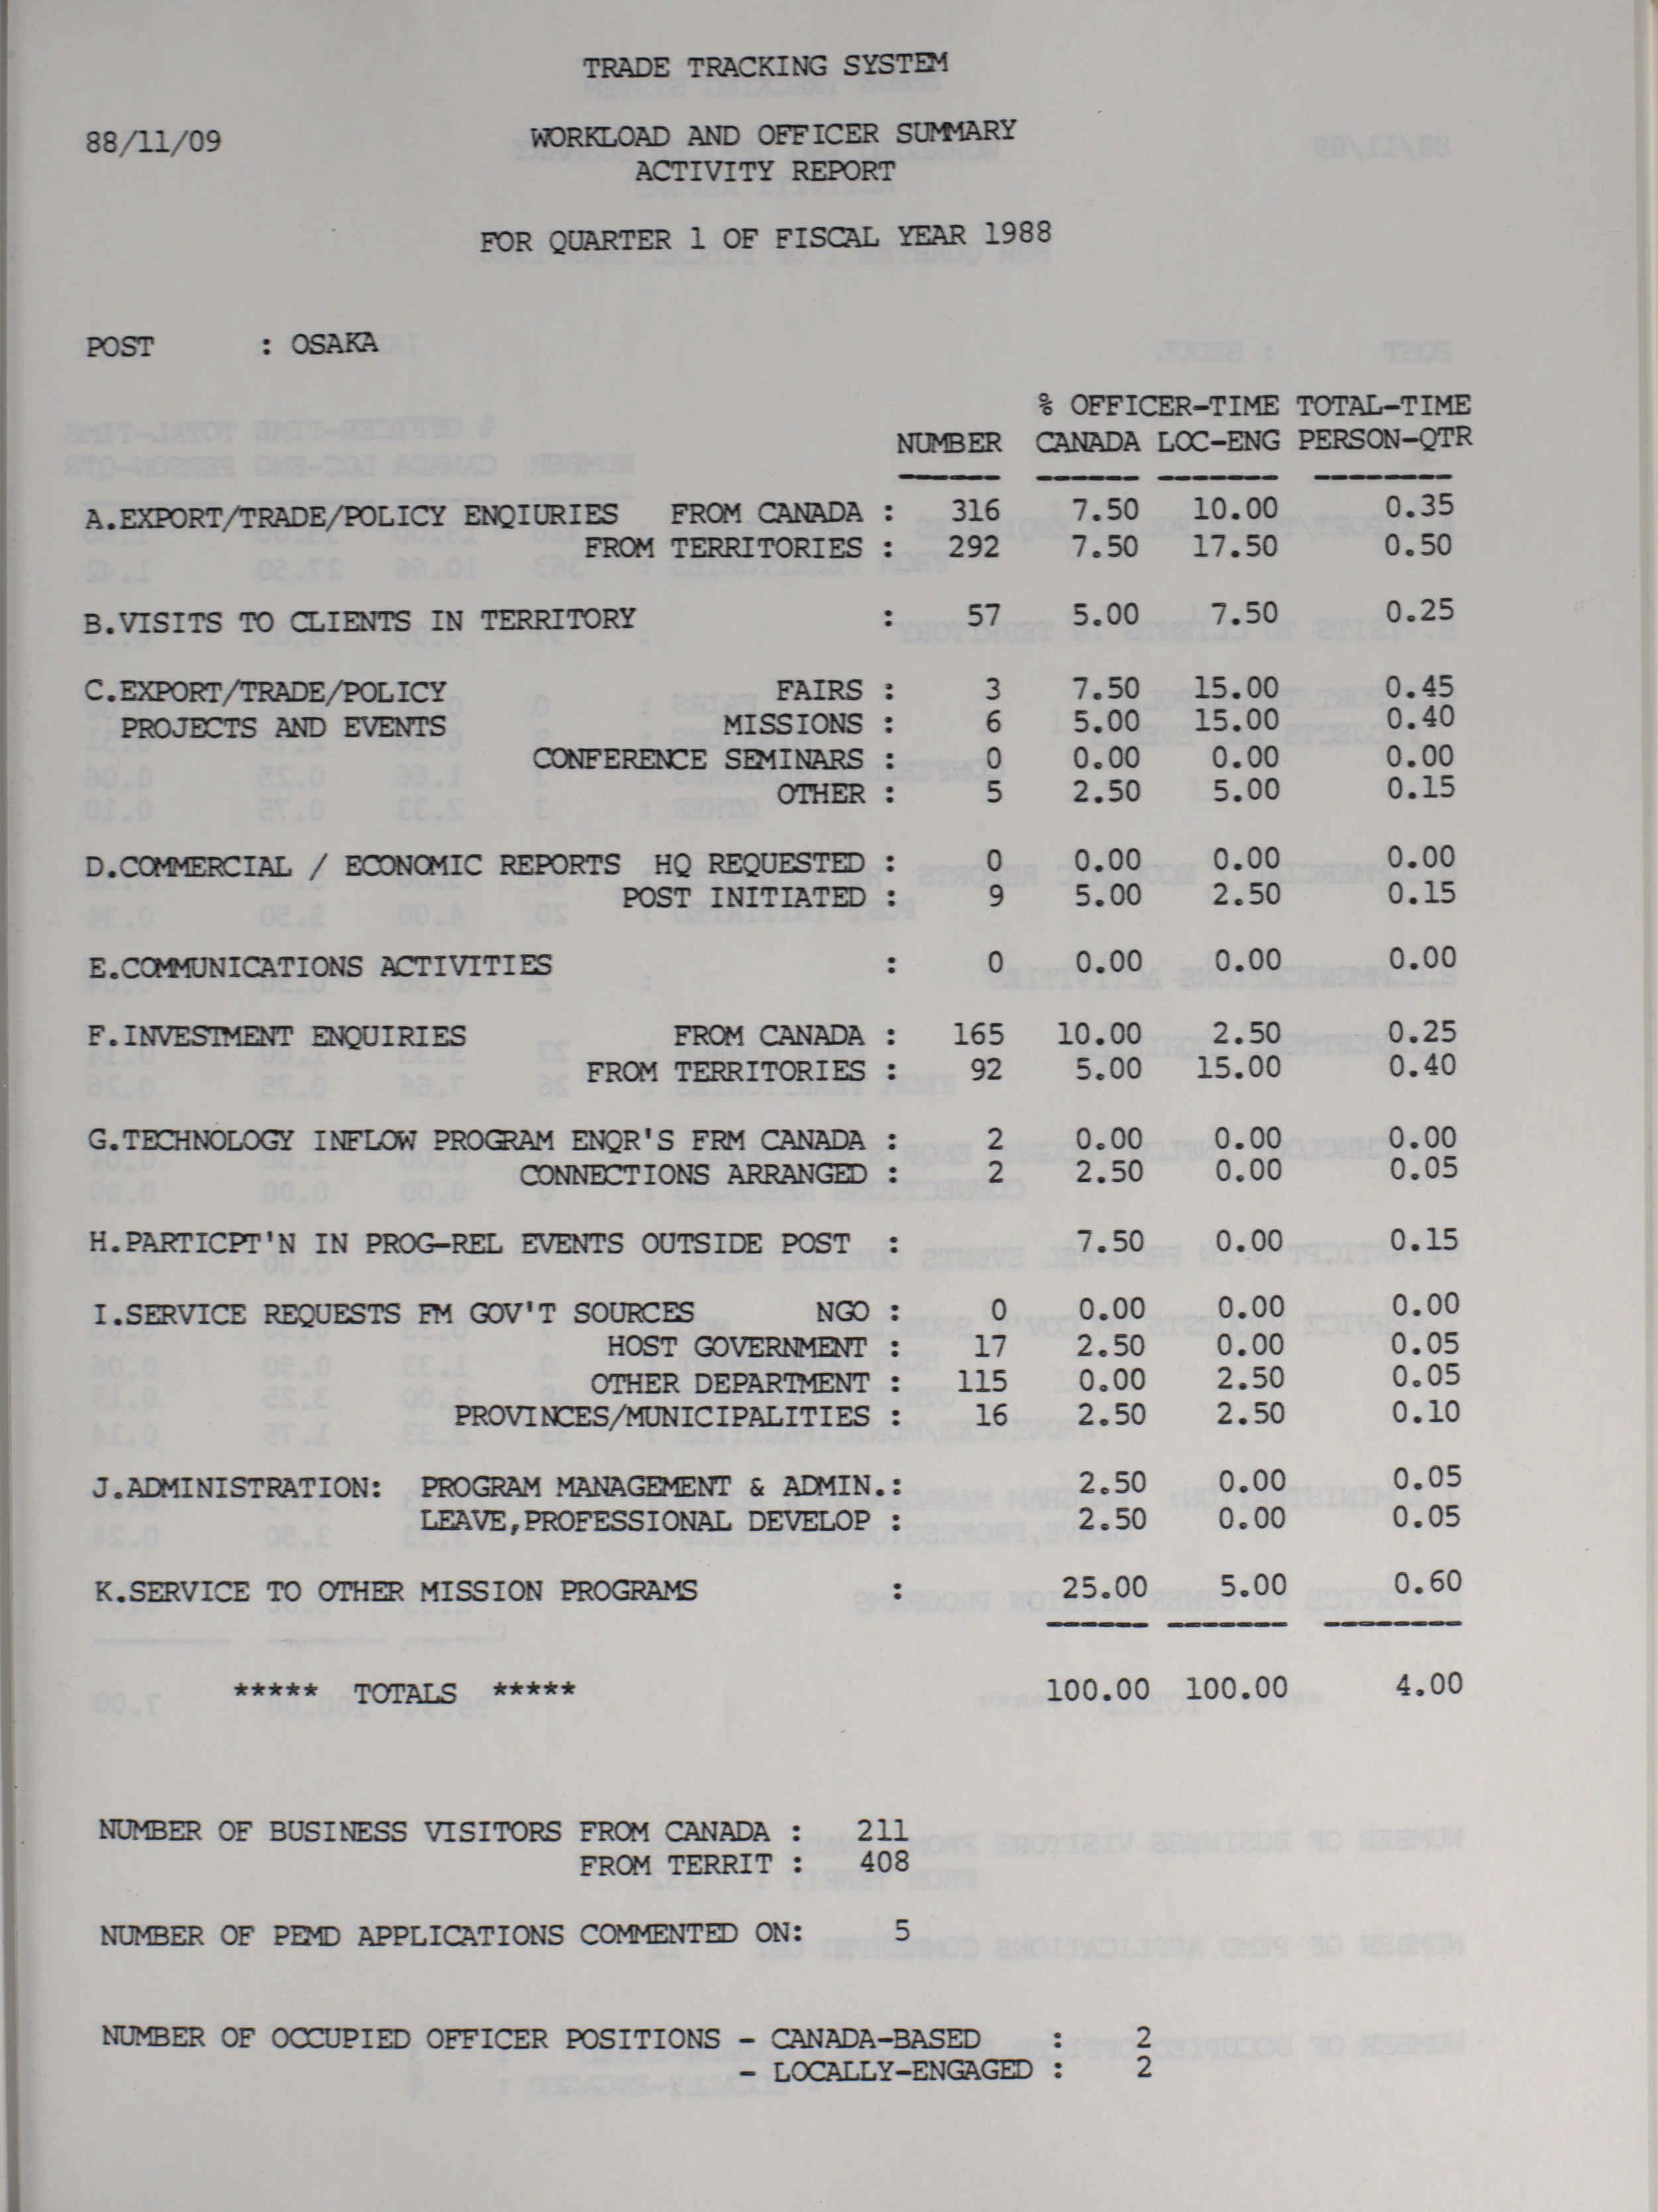 TRADE TRACKING SYSTEM
88/11/09 WORKLOAD AND OFFICER SUMMARY
ACTIVITY REPORT
FOR QUARTER 1 OF FISCAL YEAR 1988
POST : OSAKA
% OFFICER-TIME TOTAL-TIME
NUMBER CANADA LOC-ENG PERSON-QTR
A.EXPORT/TRADE/POLICY ENQIURIES FROM CANADA : 316 7.50 10.00 0.35
FROM TERRITORIES : 292 7.50 17.50 0.50
B.VISITS TO CLIENTS IN TERRITORY : 57 5.00 7.50 0.25
C.EXPORT/TRADE/POLICY FAIRS : 3 7.50 15.00 0.45
PROJECTS AND EVENTS MISSIONS : 6 5.00 15.00 0.40
CONFERENCE SEMINARS : 0 0.00 0.00 0.00
OTHER : 5 2.50 5.00 0.15
D.COMMERCIAL / ECONOMIC REPORTS HQ REQUESTED : 0 0.00 0.00 0.00
POST INITIATED : 9 5.00 2.50 0.15
E.COMMUNICATIONS ACTIVITIES : 0 0.00 0.00 0.00
F.INVESTMENT ENQUIRIES FROM CANADA : 165 10.00 2.50 0.25
FROM TERRITORIES : 92 5.00 15.00 0.40
G.TECHNOLOGY INFLOW PROGRAM ENQR'S FRM CANADA : 2 0.00 0.00 0.00
CONNECTIONS ARRANGED : 2 2.50 0.00 0.05
H.PARTICPT'N IN PROG-REL EVENTS OUTSIDE POST : 7.50 0.00 0.15
I.SERVICE REQUESTS FM GOV'T SOURCES NGO : 0 0.00 0.00 0.00
HOST GOVERNMENT : 17 2.50 0.00 0.05
OTHER DEPARTMENT : 115 0.00 2.50 0.05
PROVINCES/MUNICIPALITIES : 16 2.50 2.50 0.10
J.ADMINISTRATION: PROGRAM MANAGEMENT & ADMIN.: 2.50 0.00 0.05
LEAVE,PROFESSIONAL DEVELOP : 2.50 0.00 0.05
K.SERVICE TO OTHER MISSION PROGRAMS : 25.00 5.00 0.60
***** TOTALS ***** 100.00 100.00 4.00
NUMBER OF BUSINESS VISITORS FROM CANADA : 211
FROM TERRIT : 408
NUMBER OF PEMD APPLICATIONS COMMENTED ON: 5
NUMBER OF OCCUPIED OFFICER POSITIONS - CANADA-BASED : 2
- LOCALLY-ENGAGED : 2